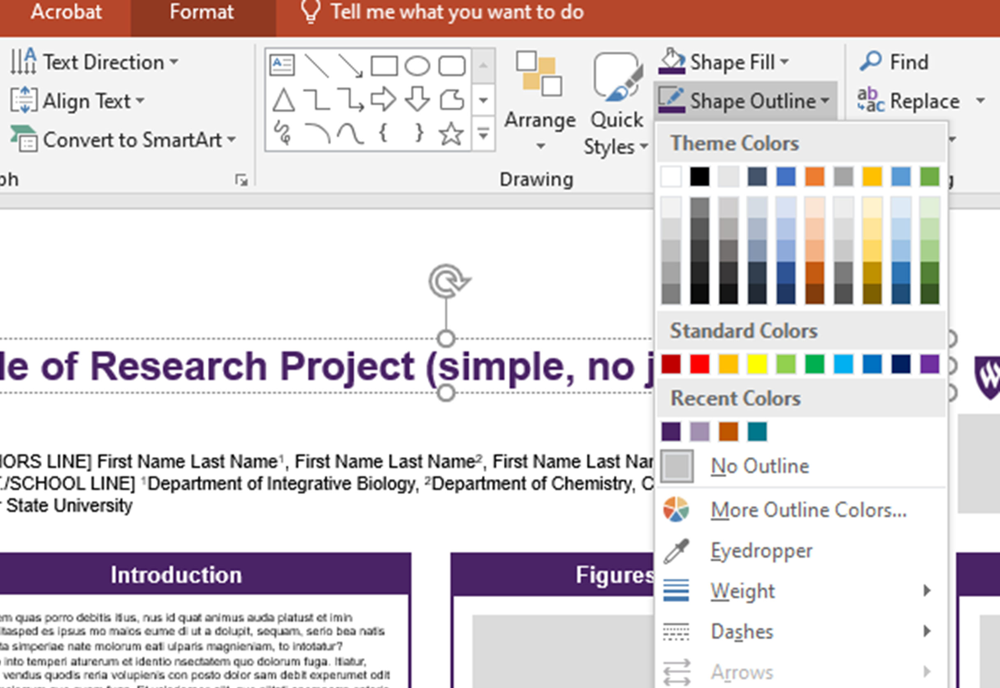 Acrobat
Format
Tell me what you want to do
Text Direction
Align Text
Convert to SmartArt
ph
Arrange
Quick
Styles
Drawing
Shape Fill
Shape Outline
Find
Replace
Theme Colors
Standard Colors
Recent Colors
No Outline
More Outline Colors...
Eyedropper
Weight
Dashes
Arrows
le of Research Project (simple, no j
HORS LINE] First Name Last Name¹, First Name Last Name², First Name Last Nar
T./SCHOOL LINE] ¹Department of Integrative Biology, ²Department of Chemistry, C
r State University
Introduction
Figures
em quas porro debitis itius, nus id quat animus auda platust et imin
itasped es ipsus mo maios eume di ut a dolupit, sequam, serio bea natis
ta simperiae nate molorum eati ulparis magnieniam, to intotatur?
into temperi aturerum et identio nsectatem quo dolorum fuga. Itiatur,
vendus quodis reria volupienis con posto dolor sam debit experumet odit